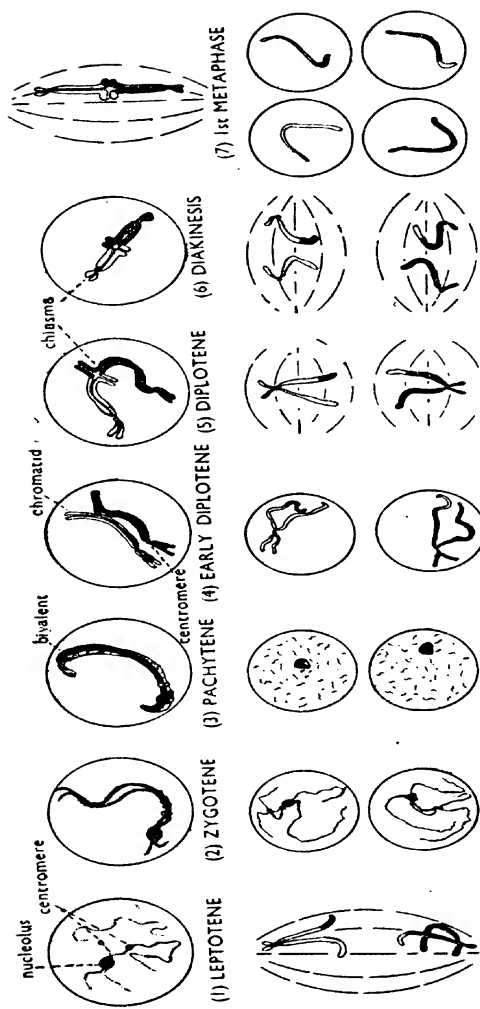 nucleolus
centromere
(1) LEPTOTENE
(2) ZYGOTENE
bivalent
(3) PACHYTENE
centromere
chromatid
(4) EARLY DIPLOTENE
chiasma
(5) DIPLOTENE
(6) DIAKINESIS
(7) 1st METAPHASE